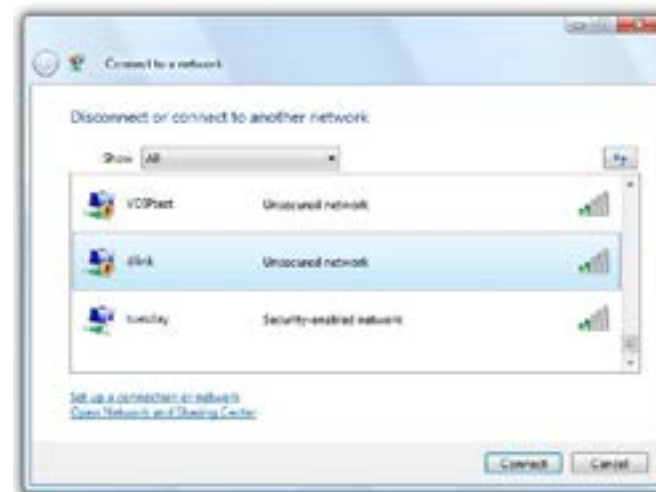 Connect to a network
Disconnect or connect to another network
Show All
VOIPtest Unsecured network
dlink Unsecured network
tuesday Security-enabled network
Set up a connection or network
Open Network and Sharing Center
Connect Cancel